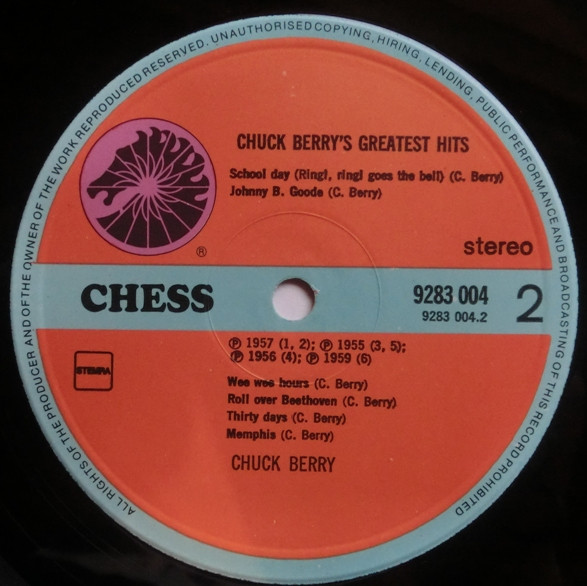 ALL RIGHTS OF THE PRODUCER AND OF THE OWNER OF THE WORK REPRODUCED RESERVED. UNAUTHORISED COPYING, HIRING, LENDING, PUBLIC PERFORMANCE AND BROADCASTING OF THIS RECORD PROHIBITED
CHUCK BERRY'S GREATEST HITS
School day (Ring!, ring! goes the bell) (C. Berry)
Johnny B. Goode (C. Berry)
®
stereo
CHESS
9283 004
9283 004.2
2
STEMRA
℗ 1957 (1, 2); ℗ 1955 (3, 5);
℗ 1956 (4); ℗ 1959 (6)
Wee wee hours (C. Berry)
Roll over Beethoven (C. Berry)
Thirty days (C. Berry)
Memphis (C. Berry)
CHUCK BERRY